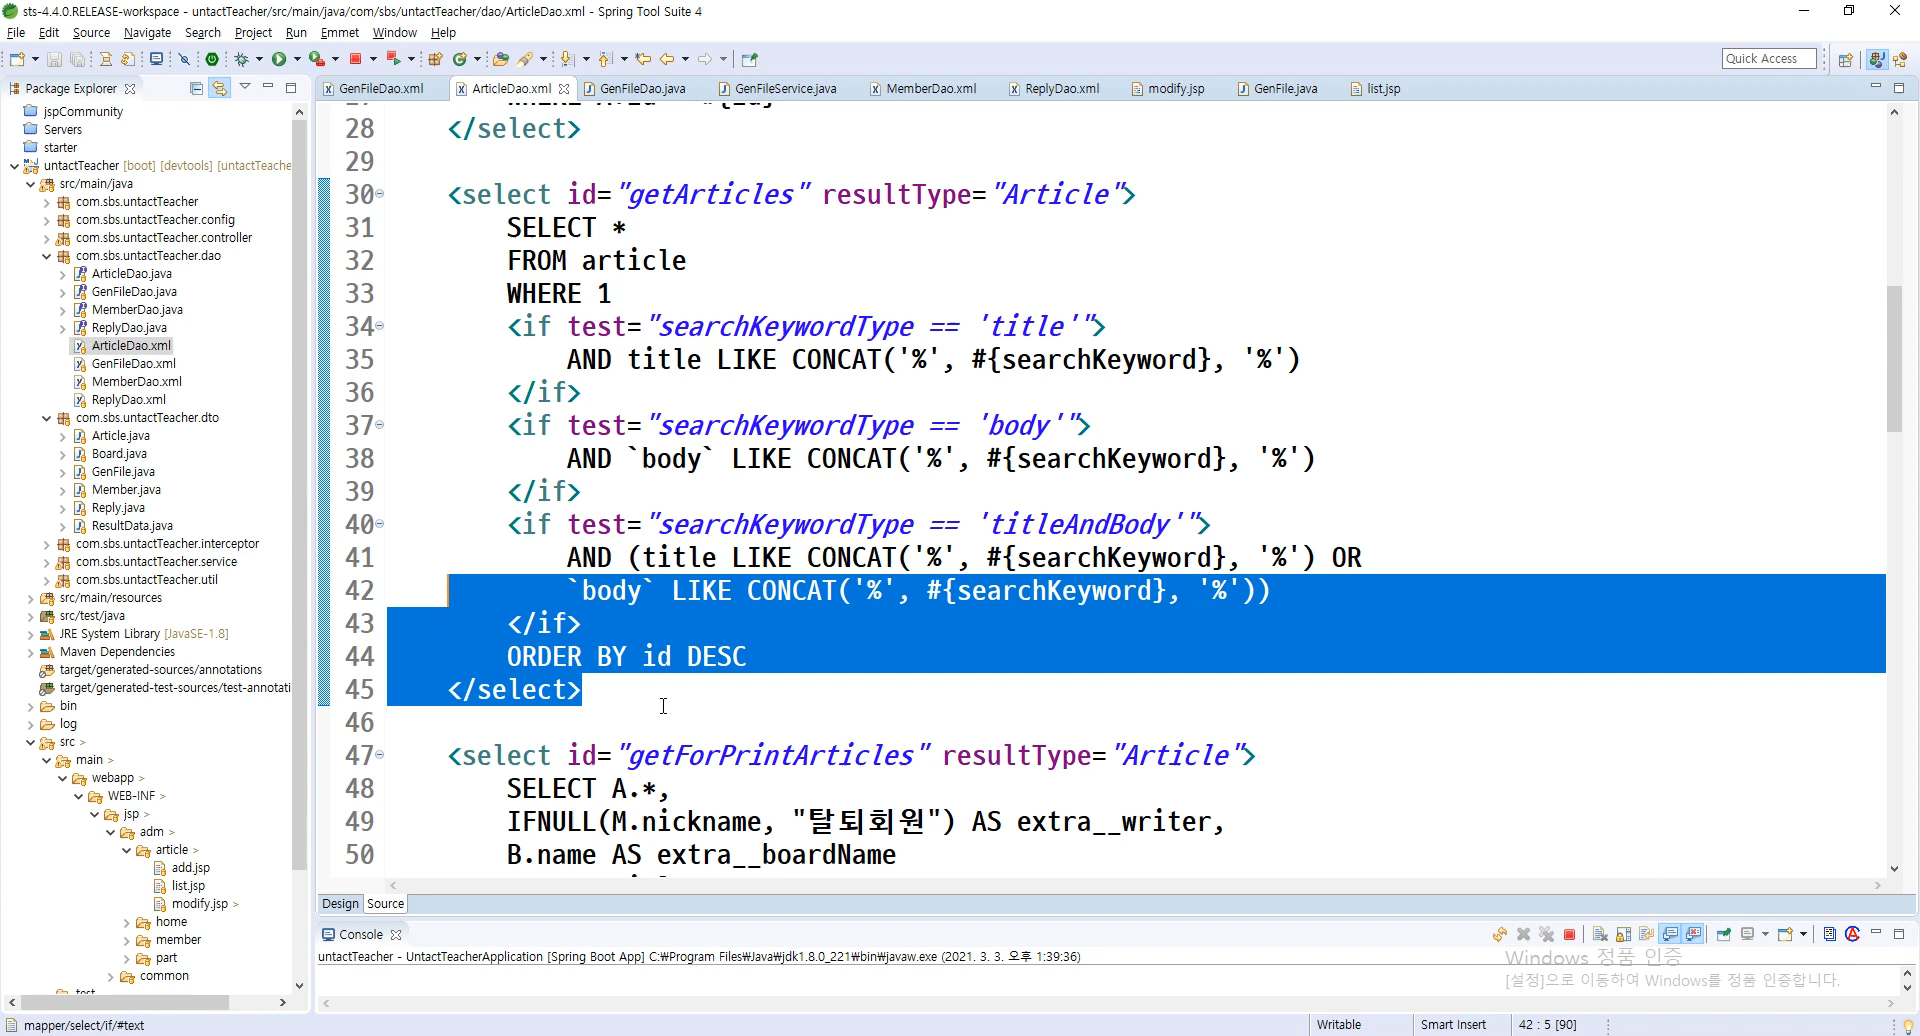 sts-4.4.0.RELEASE-workspace - untactTeacher/src/main/java/com/sbs/untactTeacher/dao/ArticleDao.xml - Spring Tool Suite 4
File Edit Source Navigate Search Project Run Emmet Window Help
Quick Access
Package Explorer
GenFileDao.xml ArticleDao.xml GenFileDao.java GenFileService.java MemberDao.xml ReplyDao.xml modify.jsp GenFile.java list.jsp
jspCommunity
Servers
starter
untactTeacher [boot] [devtools] [untactTeache
src/main/java
com.sbs.untactTeacher
com.sbs.untactTeacher.config
com.sbs.untactTeacher.controller
com.sbs.untactTeacher.dao
ArticleDao.java
GenFileDao.java
MemberDao.java
ReplyDao.java
ArticleDao.xml
GenFileDao.xml
MemberDao.xml
ReplyDao.xml
com.sbs.untactTeacher.dto
Article.java
Board.java
GenFile.java
Member.java
Reply.java
ResultData.java
com.sbs.untactTeacher.interceptor
com.sbs.untactTeacher.service
com.sbs.untactTeacher.util
src/main/resources
src/test/java
JRE System Library [JavaSE-1.8]
Maven Dependencies
target/generated-sources/annotations
target/generated-test-sources/test-annotati
bin
log
src >
main >
webapp >
WEB-INF >
jsp >
adm >
article >
add.jsp
list.jsp
modify.jsp >
home
member
part
common
28 </select>
29
30 <select id="getArticles" resultType="Article">
31 SELECT *
32 FROM article
33 WHERE 1
34 <if test="searchKeywordType == 'title'">
35 AND title LIKE CONCAT('%', #{searchKeyword}, '%')
36 </if>
37 <if test="searchKeywordType == 'body'">
38 AND `body` LIKE CONCAT('%', #{searchKeyword}, '%')
39 </if>
40 <if test="searchKeywordType == 'titleAndBody'">
41 AND (title LIKE CONCAT('%', #{searchKeyword}, '%') OR
42 `body` LIKE CONCAT('%', #{searchKeyword}, '%'))
43 </if>
44 ORDER BY id DESC
45 </select>
46
47 <select id="getForPrintArticles" resultType="Article">
48 SELECT A.*,
49 IFNULL(M.nickname, "탈퇴회원") AS extra__writer,
50 B.name AS extra__boardName
Design Source
Console
untactTeacher - UntactTeacherApplication [Spring Boot App] C:₩Program Files₩Java₩jdk1.8.0_221₩bin₩javaw.exe (2021. 3. 3. 오후 1:39:36)
Windows 정품 인증
[설정]으로 이동하여 Windows를 정품 인증합니다.
mapper/select/if/#text
Writable
Smart Insert
42 : 5 [90]